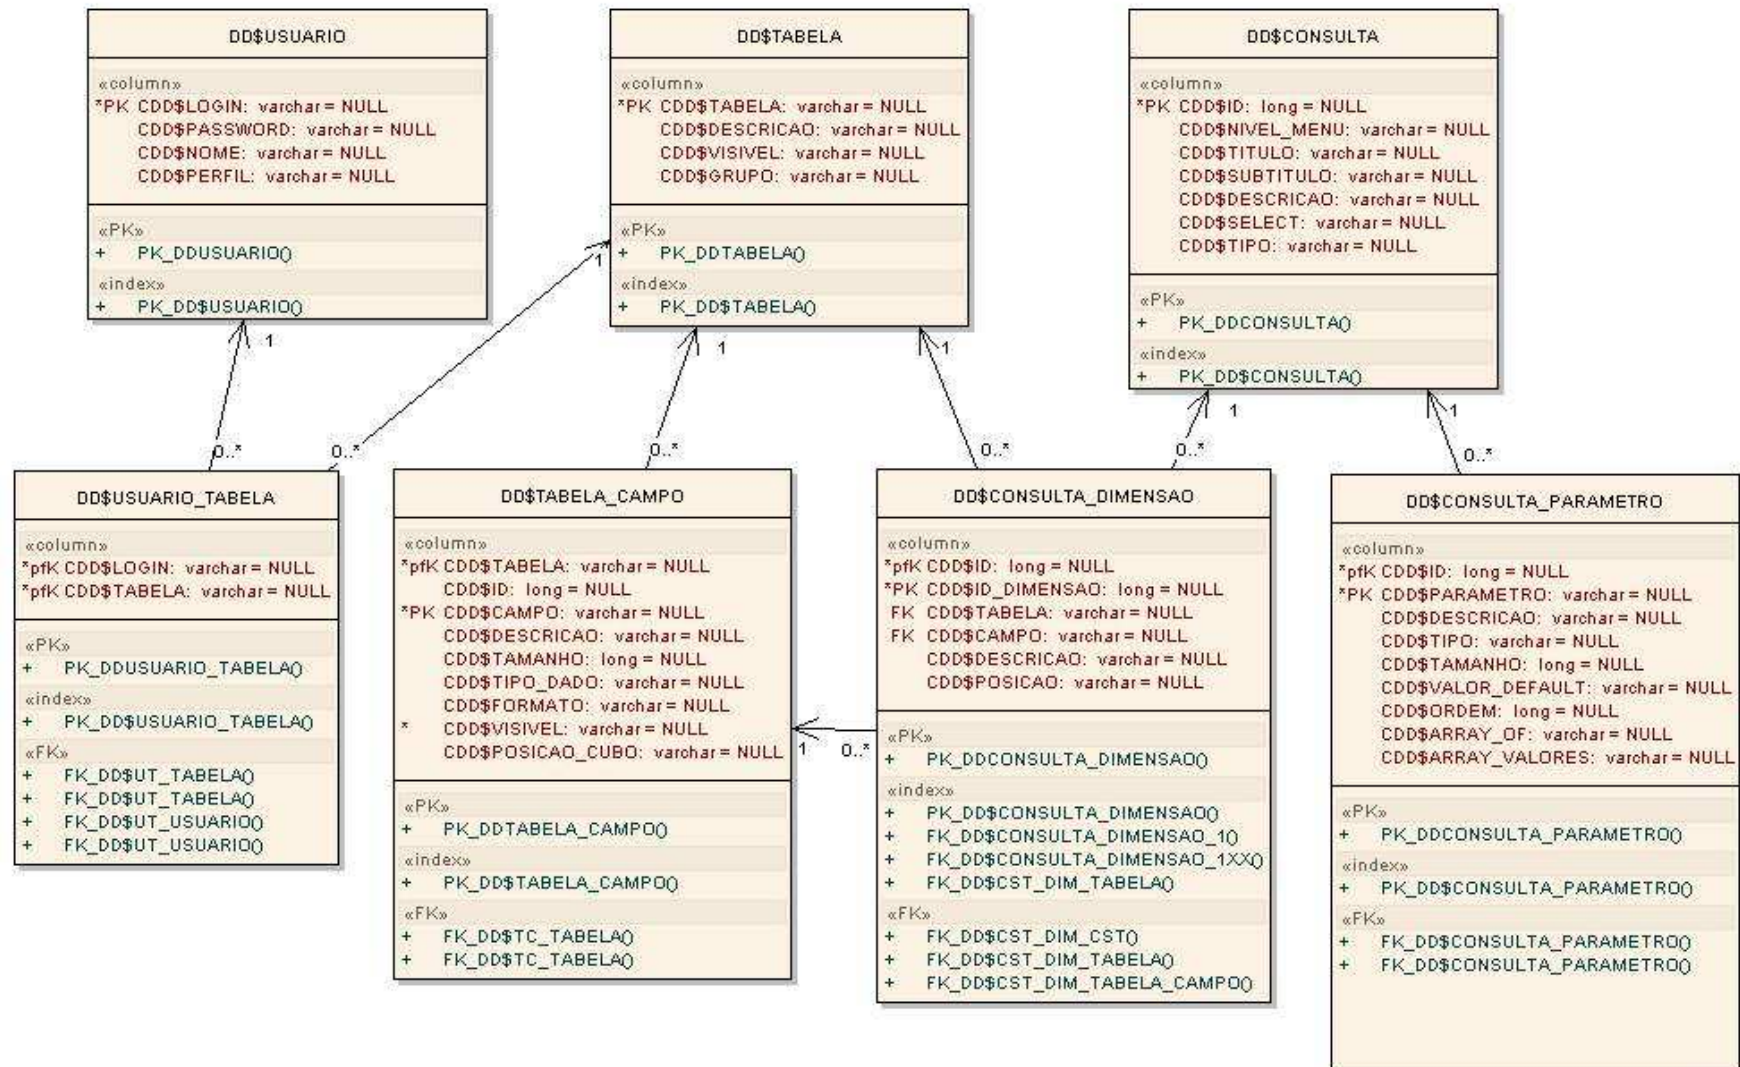 DD$USUARIO
«column»
*PK CDD$LOGIN: varchar = NULL
CDD$PASSWORD: varchar = NULL
CDD$NOME: varchar = NULL
CDD$PERFIL: varchar = NULL
«PK»
+ PK_DDUSUARIO()
«index»
+ PK_DD$USUARIO()
DD$TABELA
«column»
*PK CDD$TABELA: varchar = NULL
CDD$DESCRICAO: varchar = NULL
CDD$VISIVEL: varchar = NULL
CDD$GRUPO: varchar = NULL
«PK»
+ PK_DDTABELA()
«index»
+ PK_DD$TABELA()
DD$CONSULTA
«column»
*PK CDD$ID: long = NULL
CDD$NIVEL_MENU: varchar = NULL
CDD$TITULO: varchar = NULL
CDD$SUBTITULO: varchar = NULL
CDD$DESCRICAO: varchar = NULL
CDD$SELECT: varchar = NULL
CDD$TIPO: varchar = NULL
«PK»
+ PK_DDCONSULTA()
«index»
+ PK_DD$CONSULTA()
1
1
1
1
1
1
0..*
0..*
0..*
0..*
0..*
0..*
DD$USUARIO_TABELA
«column»
*pfK CDD$LOGIN: varchar = NULL
*pfK CDD$TABELA: varchar = NULL
«PK»
+ PK_DDUSUARIO_TABELA()
«index»
+ PK_DD$USUARIO_TABELA()
«FK»
+ FK_DD$UT_TABELA()
+ FK_DD$UT_TABELA()
+ FK_DD$UT_USUARIO()
+ FK_DD$UT_USUARIO()
DD$TABELA_CAMPO
«column»
*pfK CDD$TABELA: varchar = NULL
CDD$ID: long = NULL
*PK CDD$CAMPO: varchar = NULL
CDD$DESCRICAO: varchar = NULL
CDD$TAMANHO: long = NULL
CDD$TIPO_DADO: varchar = NULL
CDD$FORMATO: varchar = NULL
* CDD$VISIVEL: varchar = NULL
CDD$POSICAO_CUBO: varchar = NULL
«PK»
+ PK_DDTABELA_CAMPO()
«index»
+ PK_DD$TABELA_CAMPO()
«FK»
+ FK_DD$TC_TABELA()
+ FK_DD$TC_TABELA()
1
0..*
DD$CONSULTA_DIMENSAO
«column»
*pfK CDD$ID: long = NULL
*PK CDD$ID_DIMENSAO: long = NULL
FK CDD$TABELA: varchar = NULL
FK CDD$CAMPO: varchar = NULL
CDD$DESCRICAO: varchar = NULL
CDD$POSICAO: varchar = NULL
«PK»
+ PK_DDCONSULTA_DIMENSAO()
«index»
+ PK_DD$CONSULTA_DIMENSAO()
+ FK_DD$CONSULTA_DIMENSAO_1()
+ FK_DD$CONSULTA_DIMENSAO_1XX()
+ FK_DD$CST_DIM_TABELA()
«FK»
+ FK_DD$CST_DIM_CST()
+ FK_DD$CST_DIM_TABELA()
+ FK_DD$CST_DIM_TABELA_CAMPO()
DD$CONSULTA_PARAMETRO
«column»
*pfK CDD$ID: long = NULL
*PK CDD$PARAMETRO: varchar = NULL
CDD$DESCRICAO: varchar = NULL
CDD$TIPO: varchar = NULL
CDD$TAMANHO: long = NULL
CDD$VALOR_DEFAULT: varchar = NULL
CDD$ORDEM: long = NULL
CDD$ARRAY_OF: varchar = NULL
CDD$ARRAY_VALORES: varchar = NULL
«PK»
+ PK_DDCONSULTA_PARAMETRO()
«index»
+ PK_DD$CONSULTA_PARAMETRO()
«FK»
+ FK_DD$CONSULTA_PARAMETRO()
+ FK_DD$CONSULTA_PARAMETRO()